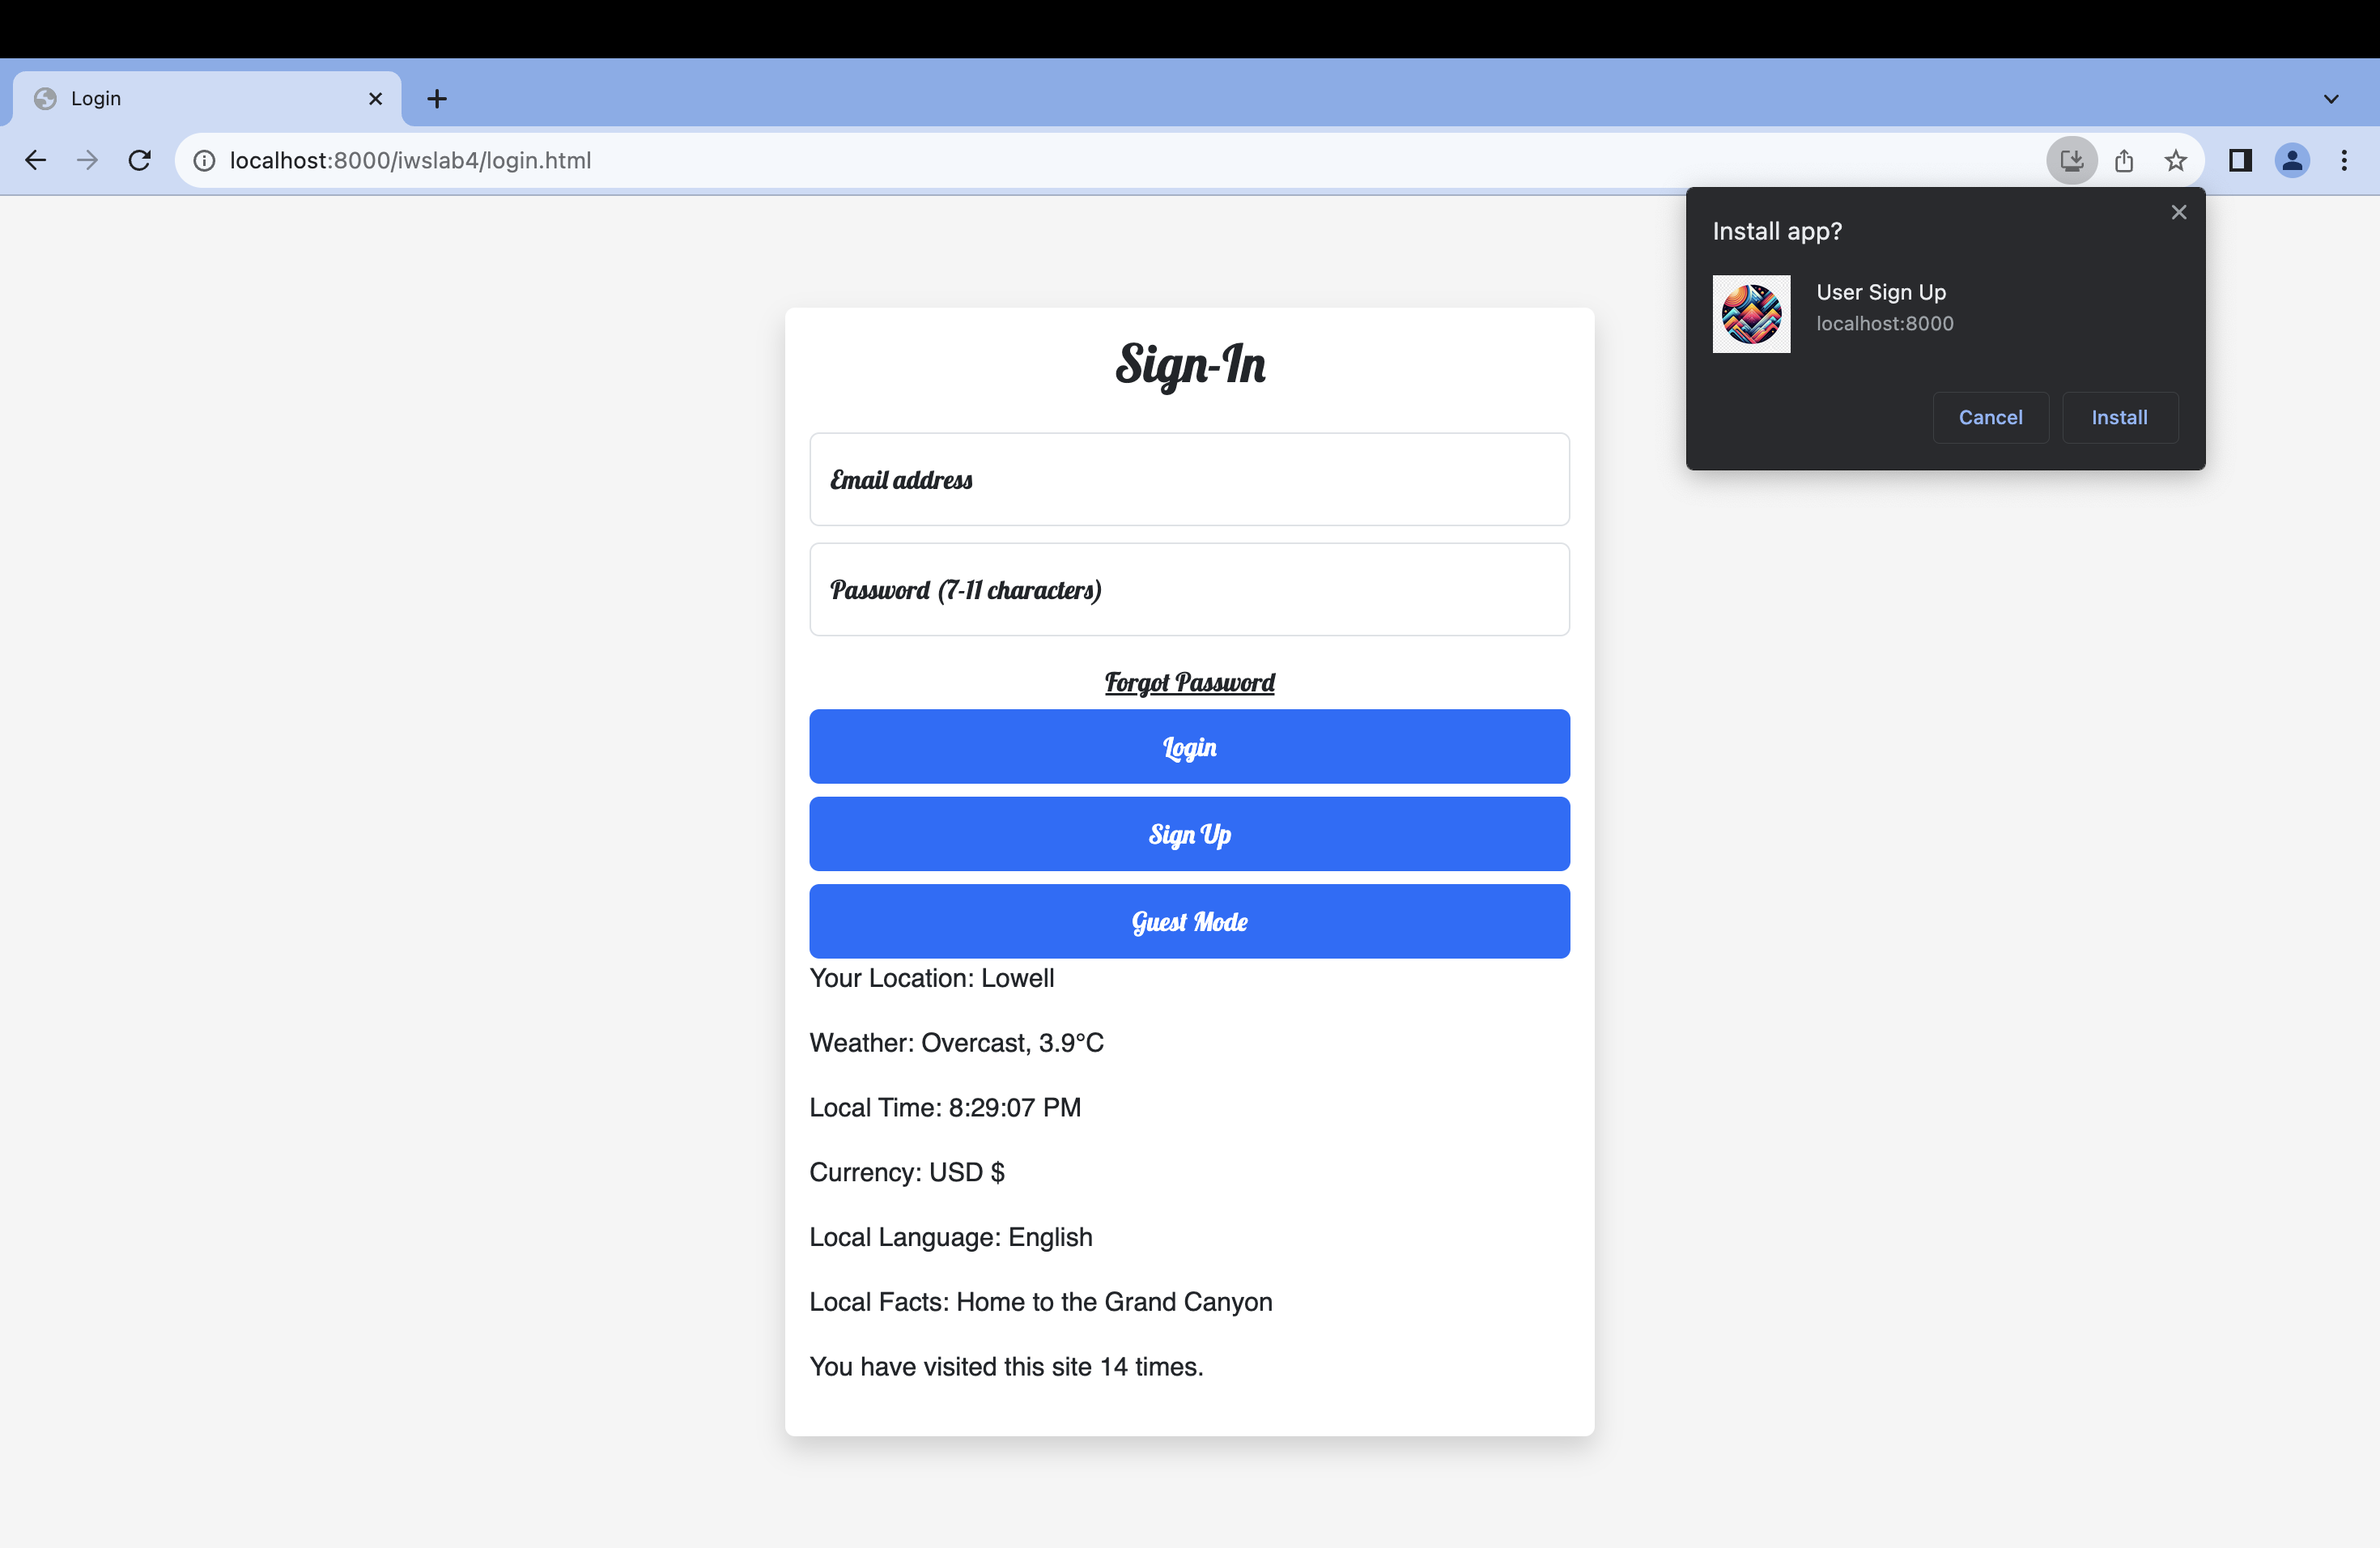 Login
localhost:8000/iwslab4/login.html
Install app?
User Sign Up
localhost:8000
Cancel
Install
Sign-In
Email address
Password (7-11 characters)
Forgot Password
Login
Sign Up
Guest Mode
Your Location: Lowell
Weather: Overcast, 3.9°C
Local Time: 8:29:07 PM
Currency: USD $
Local Language: English
Local Facts: Home to the Grand Canyon
You have visited this site 14 times.